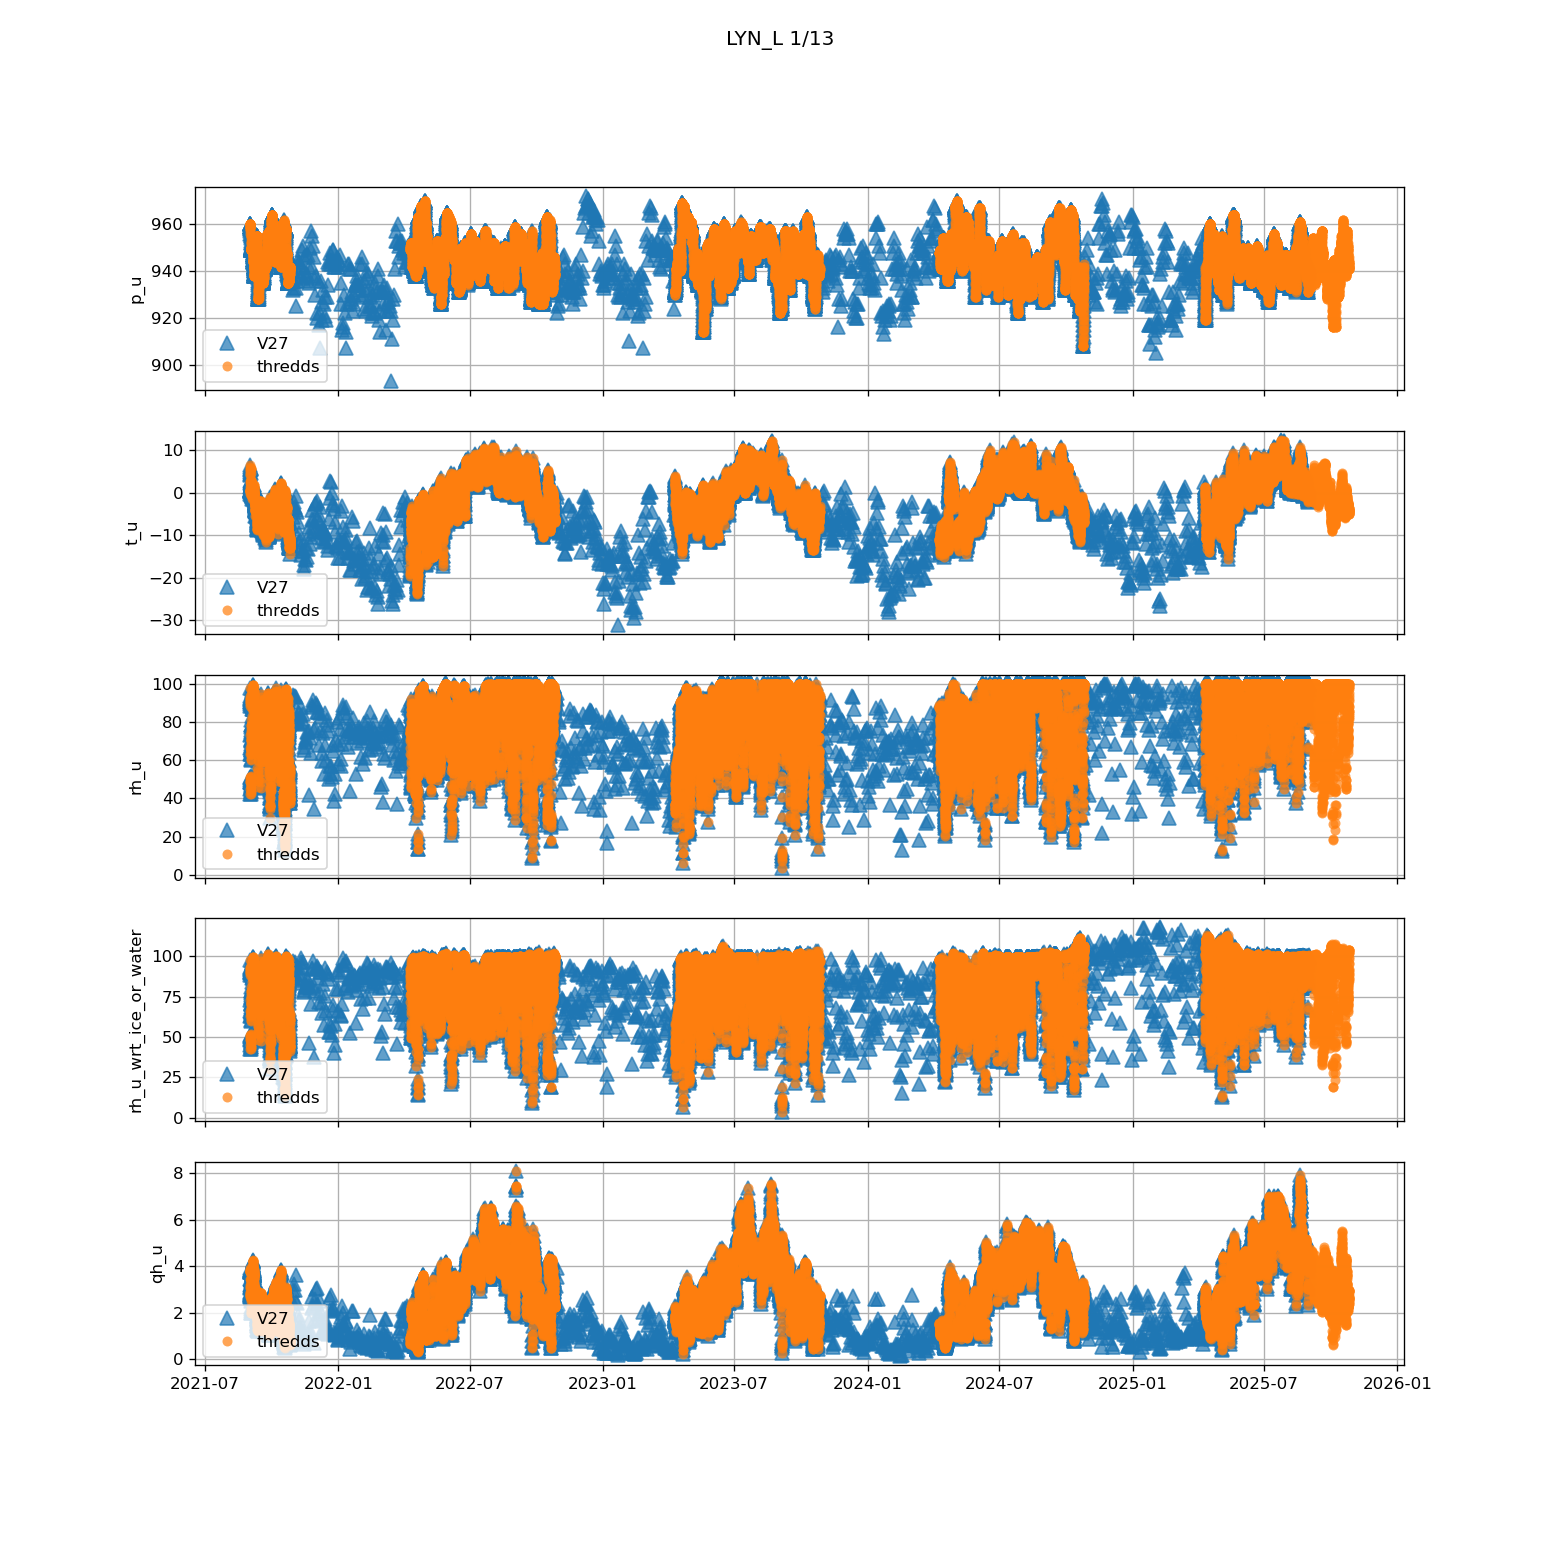 LYN_L 1/13
p_u
960
940
920
900
V27
thredds
t_u
10
0
−10
−20
−30
V27
thredds
rh_u
100
80
60
40
20
0
V27
thredds
rh_u_wrt_ice_or_water
100
75
50
25
0
V27
thredds
qh_u
8
6
4
2
0
V27
thredds
2021-07 2022-01 2022-07 2023-01 2023-07 2024-01 2024-07 2025-01 2025-07 2026-01